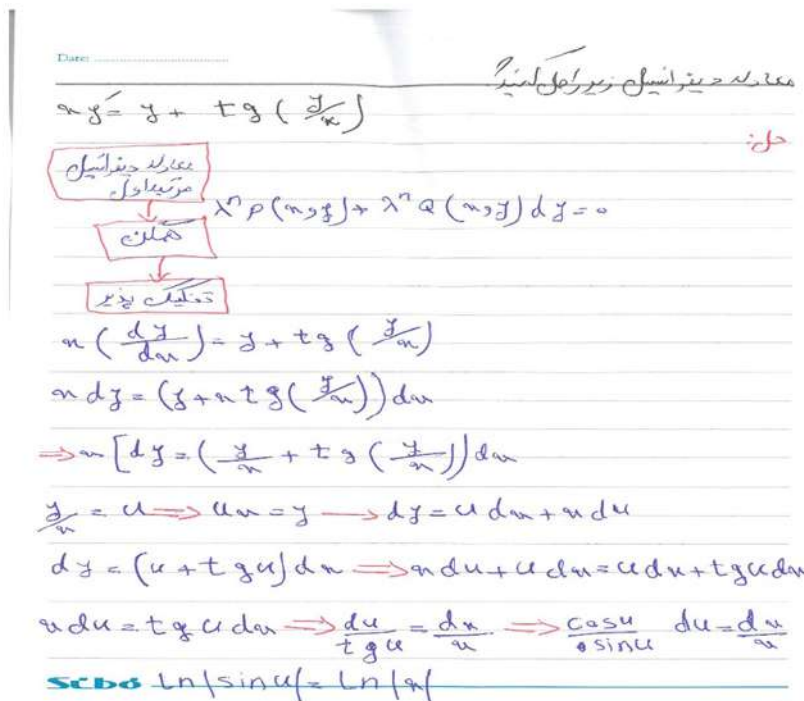 Date:
معادله دیفرانسیل زیر را حل کنید؟
xy′ = y + tg (y/x)
حل:
معادله دیفرانسیل
مرتبه اول
λⁿ P(x,y) + λⁿ Q(x,y) dy = 0
همگن
تفکیک پذیر
x (dy/dx) = y + tg (y/x)
x dy = (y + x tg (y/x)) dx
⇒ x [dy = (y/x + tg (y/x)) dx
y/x = u ⇒ ux = y → dy = u dx + x du
dy = (u + tg u) dx ⇒ x du + u dx = u dx + tg u dx
x du = tg u dx ⇒ du/tg u = dx/x ⇒ cos u/sin u du = dx/x
Ln|sin u| = Ln|x|